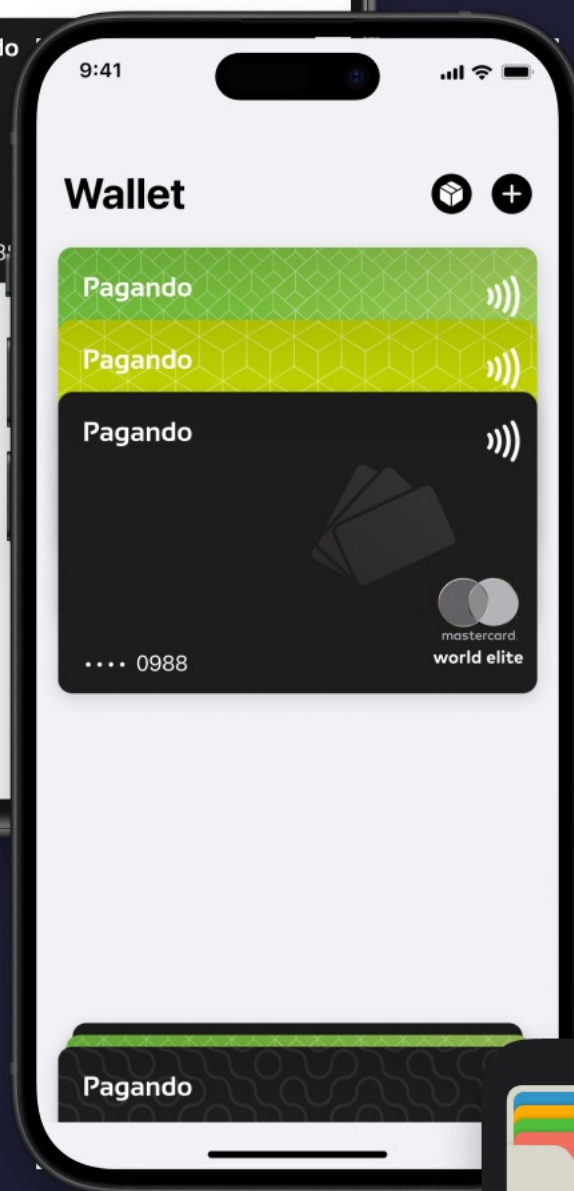 9:41
Wallet
Pagando
Pagando
Pagando
mastercard.
world elite
•••• 0988
Pagando